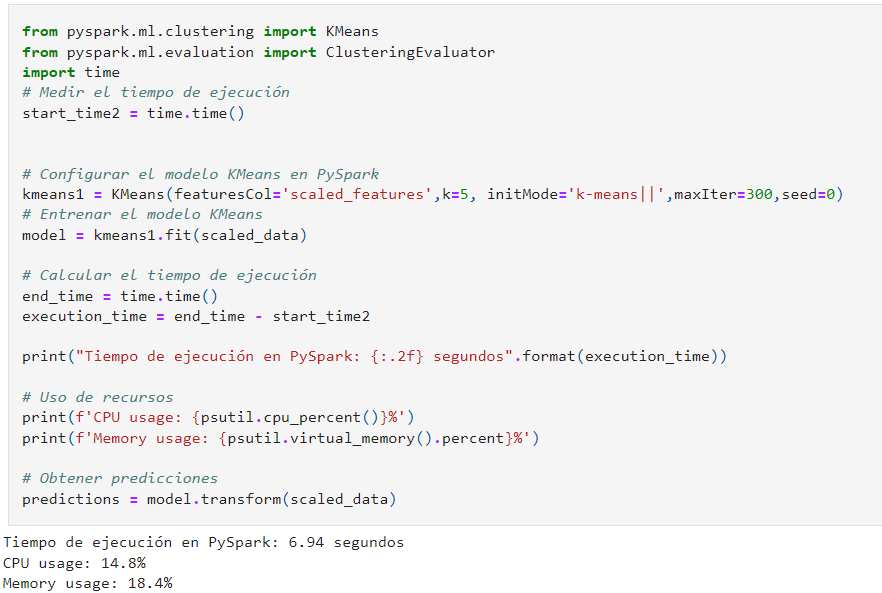 from pyspark.ml.clustering import KMeans
from pyspark.ml.evaluation import ClusteringEvaluator
import time
# Medir el tiempo de ejecución
start_time2 = time.time()
# Configurar el modelo KMeans en PySpark
kmeans1 = KMeans(featuresCol='scaled_features',k=5, initMode='k-means||',maxIter=300,seed=0)
# Entrenar el modelo KMeans
model = kmeans1.fit(scaled_data)
# Calcular el tiempo de ejecución
end_time = time.time()
execution_time = end_time - start_time2
print("Tiempo de ejecución en PySpark: {:.2f} segundos".format(execution_time))
# Uso de recursos
print(f'CPU usage: {psutil.cpu_percent()}%')
print(f'Memory usage: {psutil.virtual_memory().percent}%')
# Obtener predicciones
predictions = model.transform(scaled_data)
Tiempo de ejecución en PySpark: 6.94 segundos
CPU usage: 14.8%
Memory usage: 18.4%